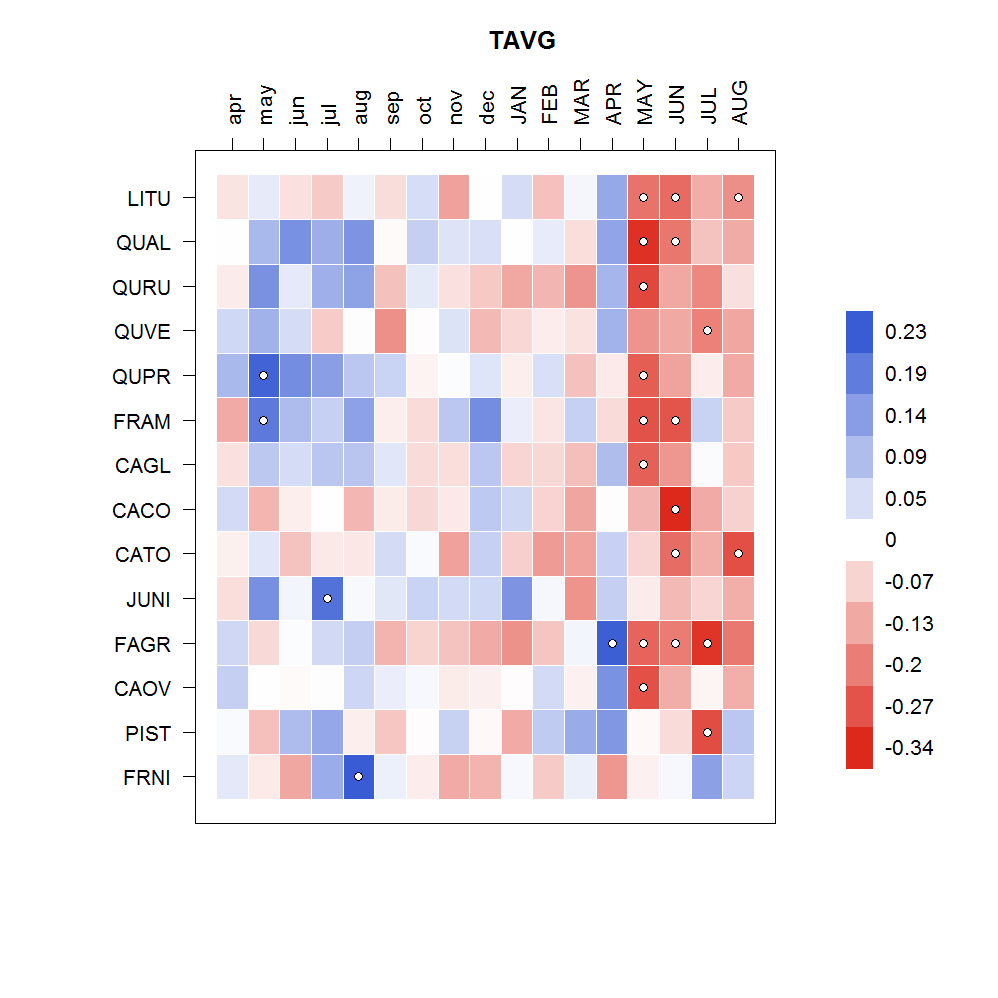 TAVG
apr may jun jul aug sep oct nov dec JAN FEB MAR APR MAY JUN JUL AUG
LITU
QUAL
QURU
QUVE
QUPR
FRAM
CAGL
CACO
CATO
JUNI
FAGR
CAOV
PIST
FRNI
0.23
0.19
0.14
0.09
0.05
0
-0.07
-0.13
-0.2
-0.27
-0.34